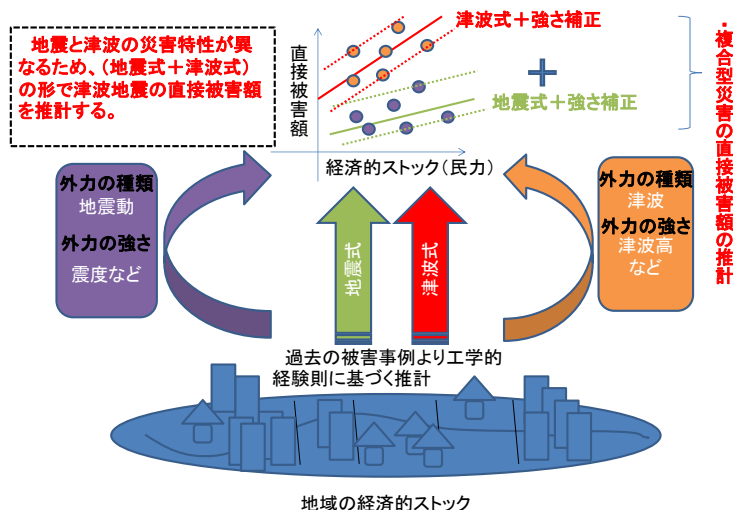 地震と津波の災害特性が異
なるため、(地震式＋津波式)
の形で津波地震の直接被害額
を推計する。
直接被害額
津波式＋強さ補正
＋
地震式＋強さ補正
経済的ストック(民力)
・複合型災害の直接被害額の推計
外力の種類
地震動
外力の強さ
震度など
地震式
津波式
外力の種類
津波
外力の強さ
津波高
など
過去の被害事例より工学的
経験則に基づく推計
地域の経済的ストック